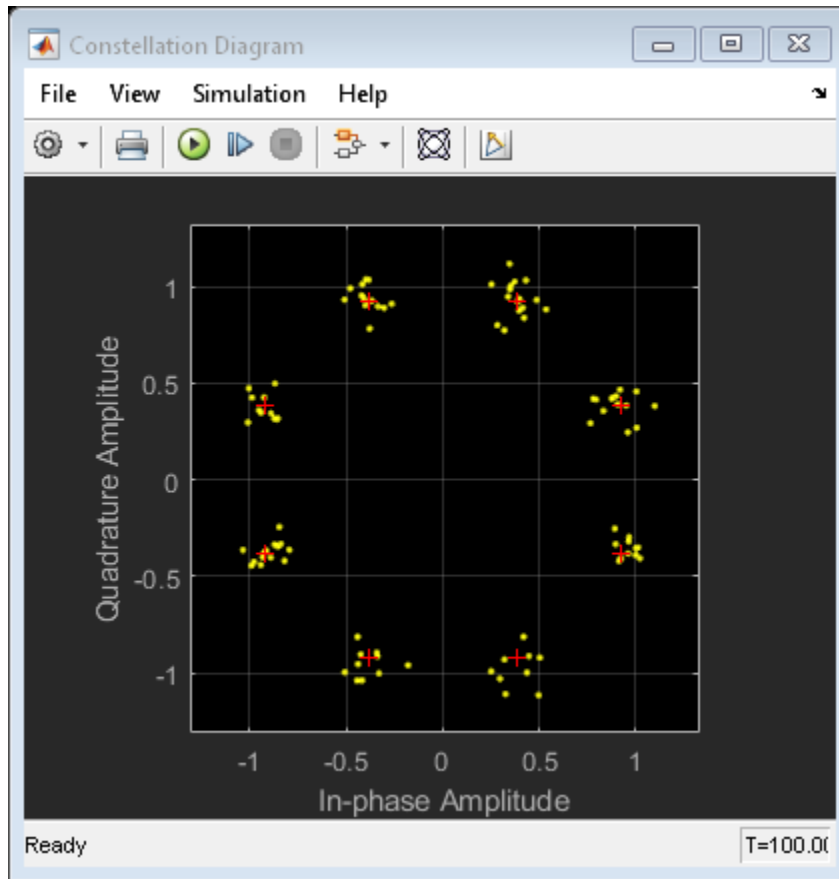 Constellation Diagram
File View Simulation Help
1
0.5
0
-0.5
-1
Quadrature Amplitude
-1 -0.5 0 0.5 1
In-phase Amplitude
Ready T=100.00